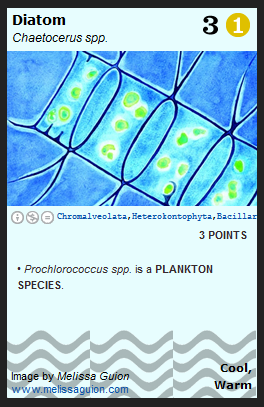 Diatom
3 1
Chaetocerus spp.
Chromalveolata,Heterokontophyta,Bacillar
3 POINTS
• Prochlorococcus spp. is a PLANKTON
SPECIES.
Cool,
Warm
Image by Melissa Guion
www.melissaguion.com